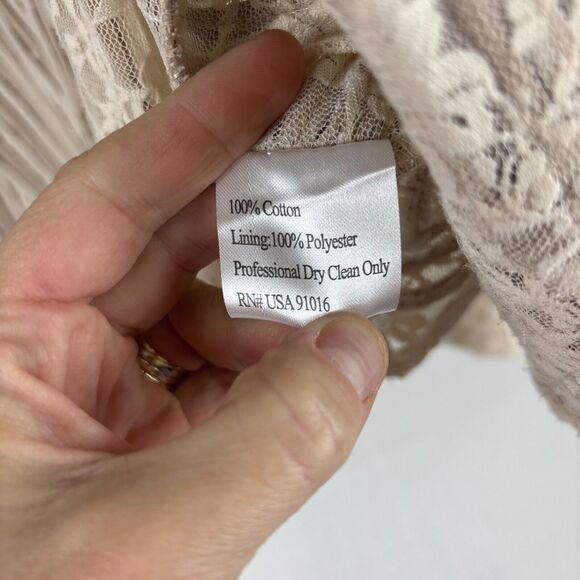 100% Cotton
Lining:100% Polyester
Professional Dry Clean Only
RN# USA 91016